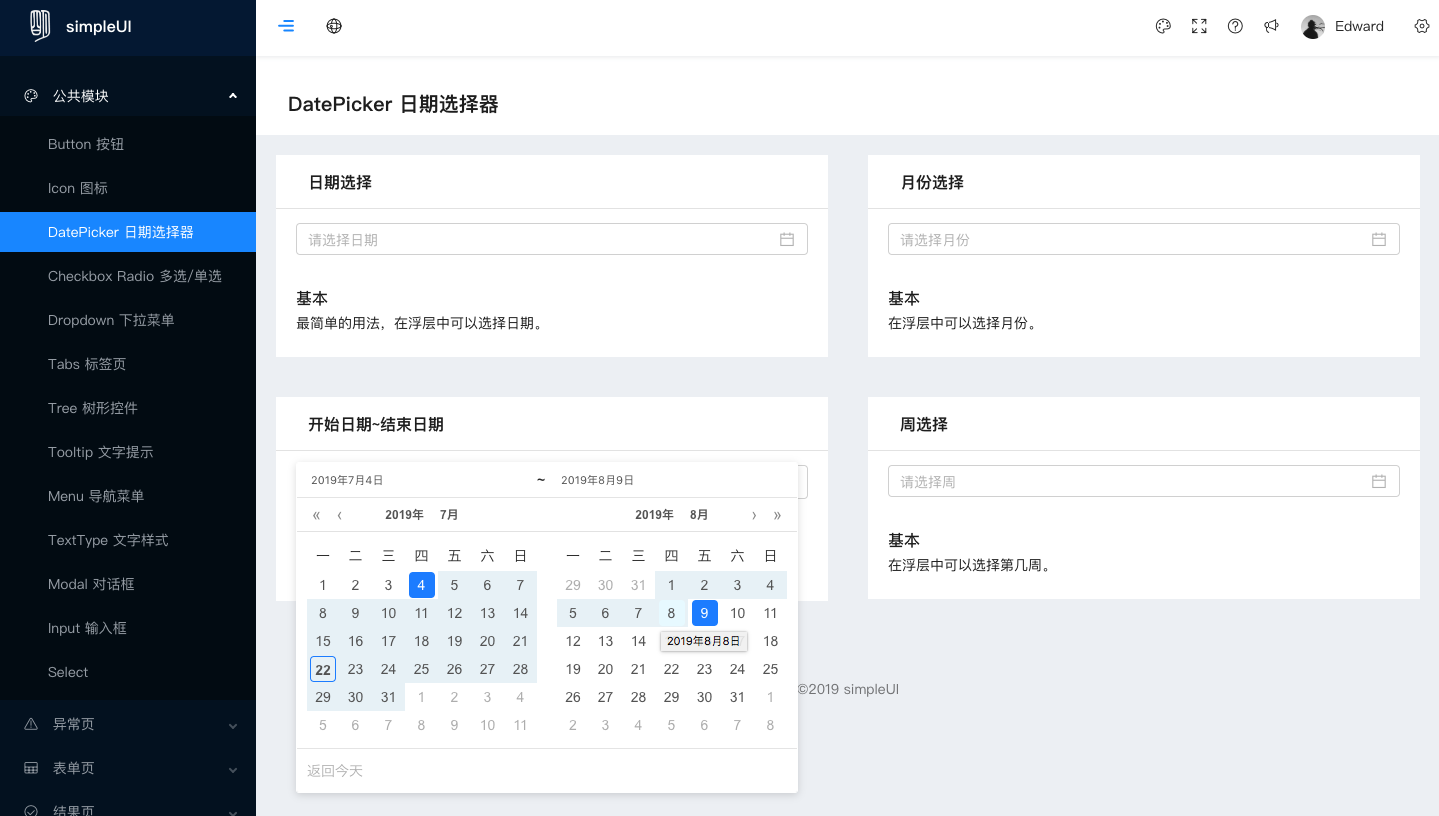 simpleUI
Edward
公共模块
Button 按钮
Icon 图标
DatePicker 日期选择器
Checkbox Radio 多选/单选
Dropdown 下拉菜单
Tabs 标签页
Tree 树形控件
Tooltip 文字提示
Menu 导航菜单
TextType 文字样式
Modal 对话框
Input 输入框
Select
异常页
表单页
结果页
DatePicker 日期选择器
日期选择
请选择日期
基本
最简单的用法，在浮层中可以选择日期。
月份选择
请选择月份
基本
在浮层中可以选择月份。
开始日期~结束日期
2019年7月4日 ~ 2019年8月9日
« ‹ 2019年 7月 2019年 8月 › »
一 二 三 四 五 六 日 一 二 三 四 五 六 日
1 2 3 4 5 6 7 29 30 31 1 2 3 4
8 9 10 11 12 13 14 5 6 7 8 9 10 11
15 16 17 18 19 20 21 12 13 14 2019年8月8日 18
22 23 24 25 26 27 28 19 20 21 22 23 24 25
29 30 31 1 2 3 4 26 27 28 29 30 31 1
5 6 7 8 9 10 11 2 3 4 5 6 7 8
返回今天
周选择
请选择周
基本
在浮层中可以选择第几周。
©2019 simpleUI